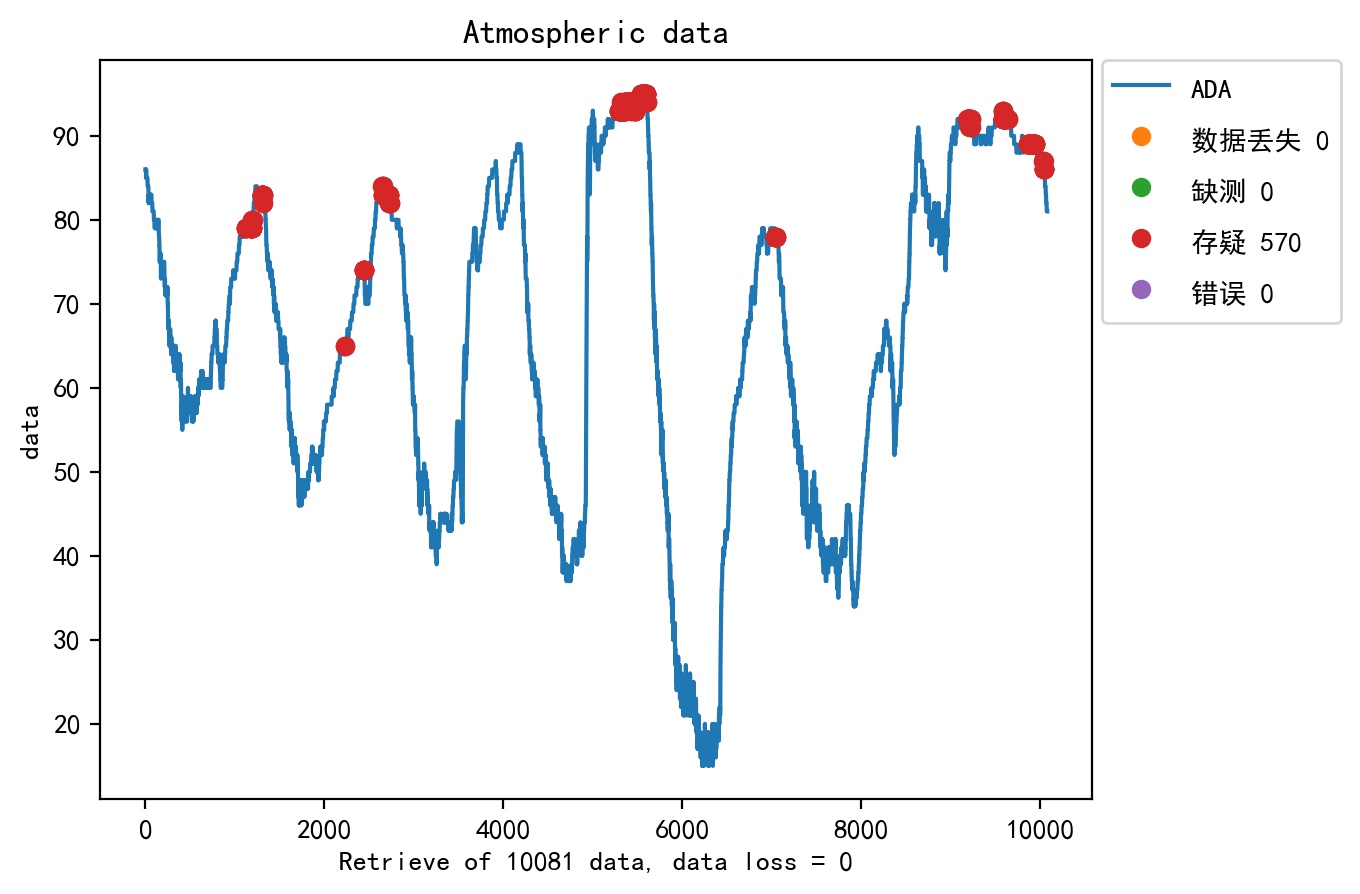 Atmospheric data
ADA
数据丢失 0
缺测 0
存疑 570
错误 0
data
90
80
70
60
50
40
30
20
0 2000 4000 6000 8000 10000
Retrieve of 10081 data, data loss = 0